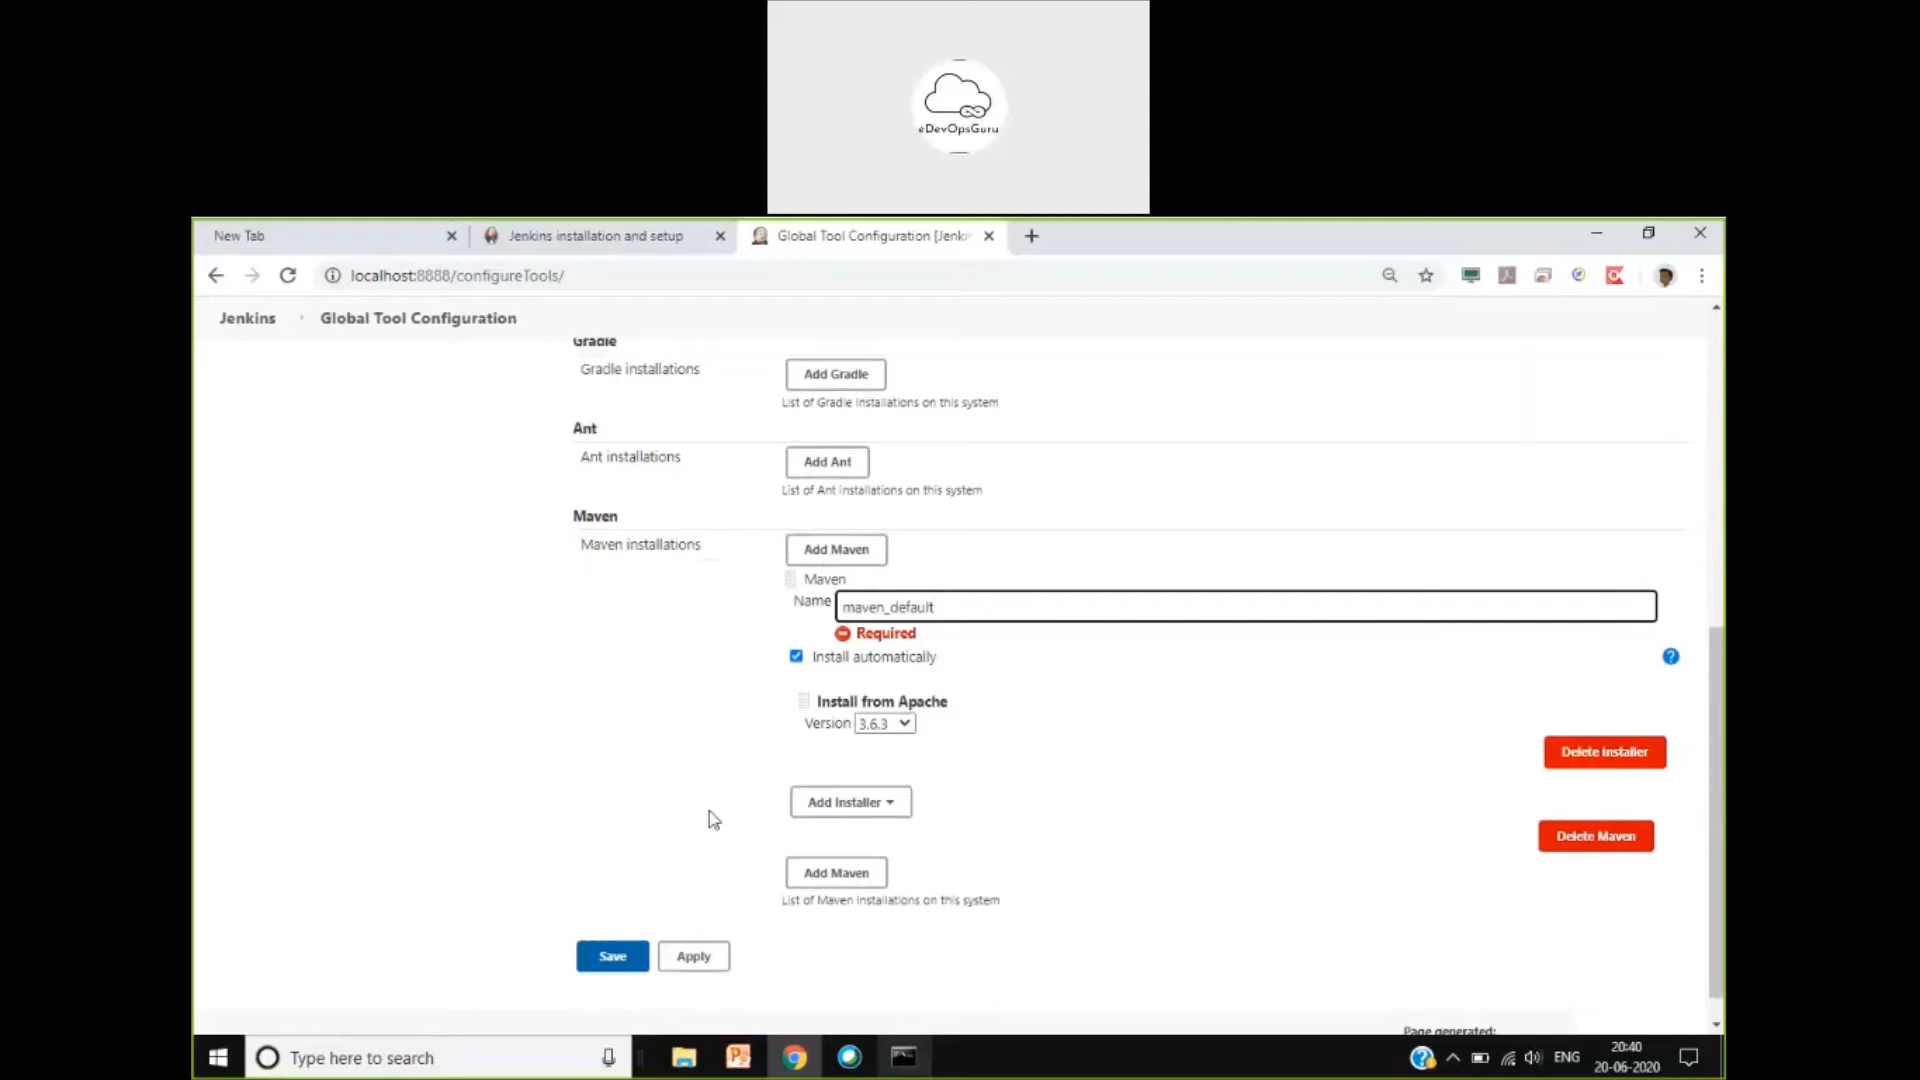 eDevOpsGuru
New Tab
Jenkins installation and setup
Global Tool Configuration [Jenki
localhost:8888/configureTools/
Jenkins
Global Tool Configuration
Gradle
Gradle installations
Add Gradle
List of Gradle installations on this system
Ant
Ant installations
Add Ant
List of Ant installations on this system
Maven
Maven installations
Add Maven
Maven
Name
maven_default
Required
Install automatically
?
Install from Apache
Version 3.6.3
Delete Installer
Add Installer
Delete Maven
Add Maven
List of Maven installations on this system
Save
Apply
Page generated:
Type here to search
ENG
20:40
20-06-2020